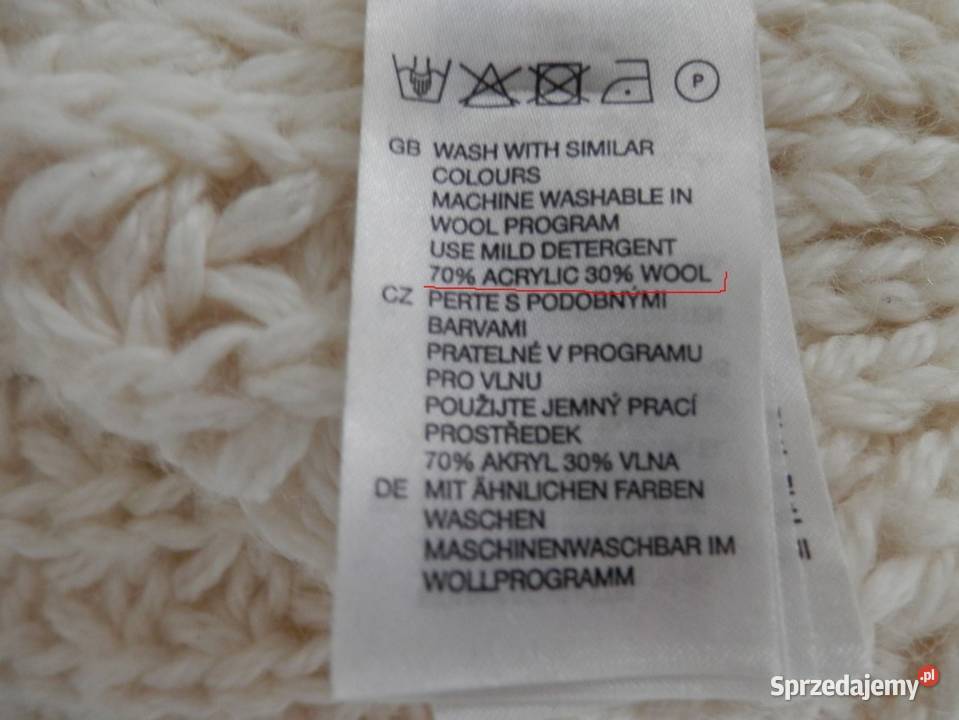 P
GB WASH WITH SIMILAR
COLOURS
MACHINE WASHABLE IN
WOOL PROGRAM
USE MILD DETERGENT
70% ACRYLIC 30% WOOL
CZ PERTE S PODOBNÝMI
BARVAMI
PRATELNÉ V PROGRAMU
PRO VLNU
POUŽIJTE JEMNÝ PRACÍ
PROSTŘEDEK
70% AKRYL 30% VLNA
DE MIT ÄHNLICHEN FARBEN
WASCHEN
MASCHINENWASCHBAR IM
WOLLPROGRAMM
Sprzedajemy.pl